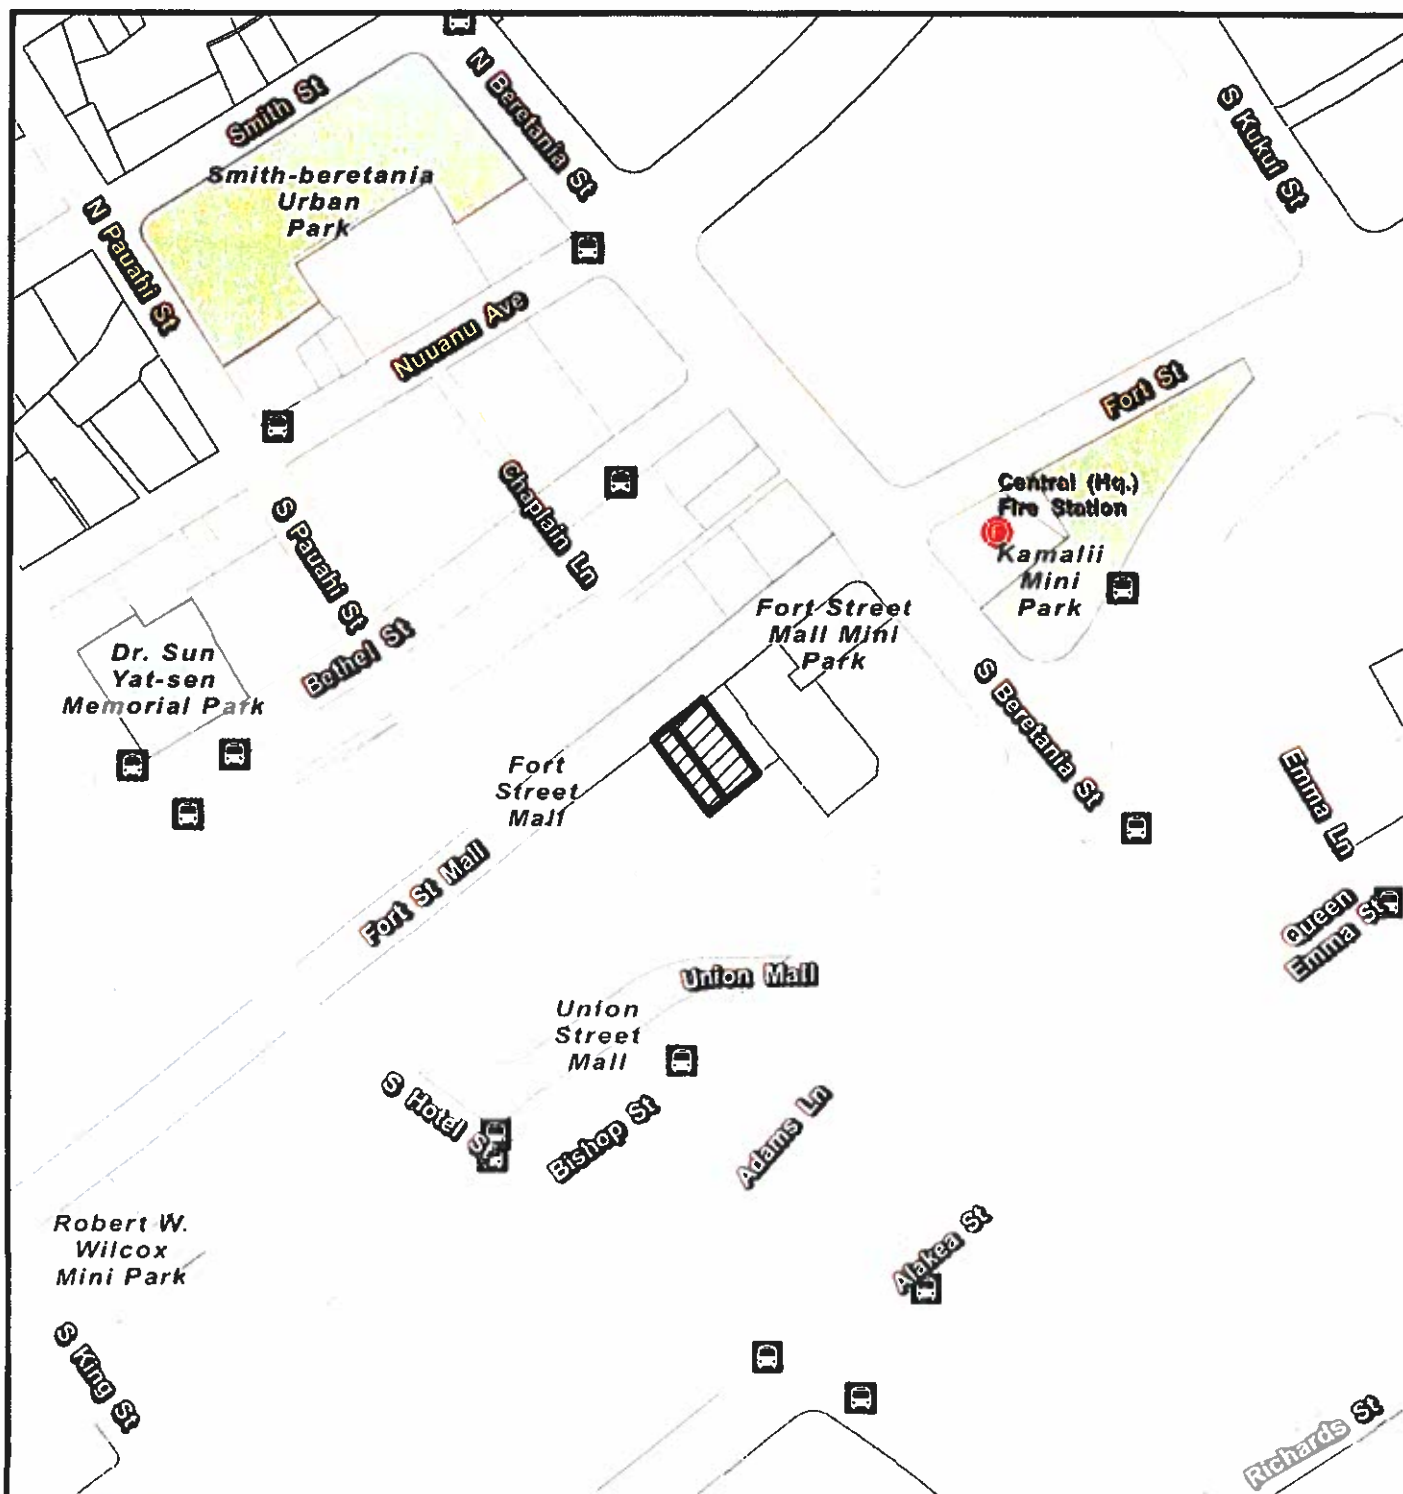 N Beretania St
Smith St
S Kukui St
Smith-beretania
Urban
Park
N Pauahi St
Nuuanu Ave
Fort St
Chaplain Ln
Central (Hq.)
Fire Station
F
Kamalii
Mini
Park
S Pauahi St
Bethel St
Fort Street
Mall Mini
Park
Dr. Sun
Yat-sen
Memorial Park
S Beretania St
Fort
Street
Mall
Emma Ln
Fort St Mall
Queen
Emma St
Union Mall
Union
Street
Mall
S Hotel St
Bishop St
Adams Ln
Robert W.
Wilcox
Mini Park
Alakea St
S King St
Richards St